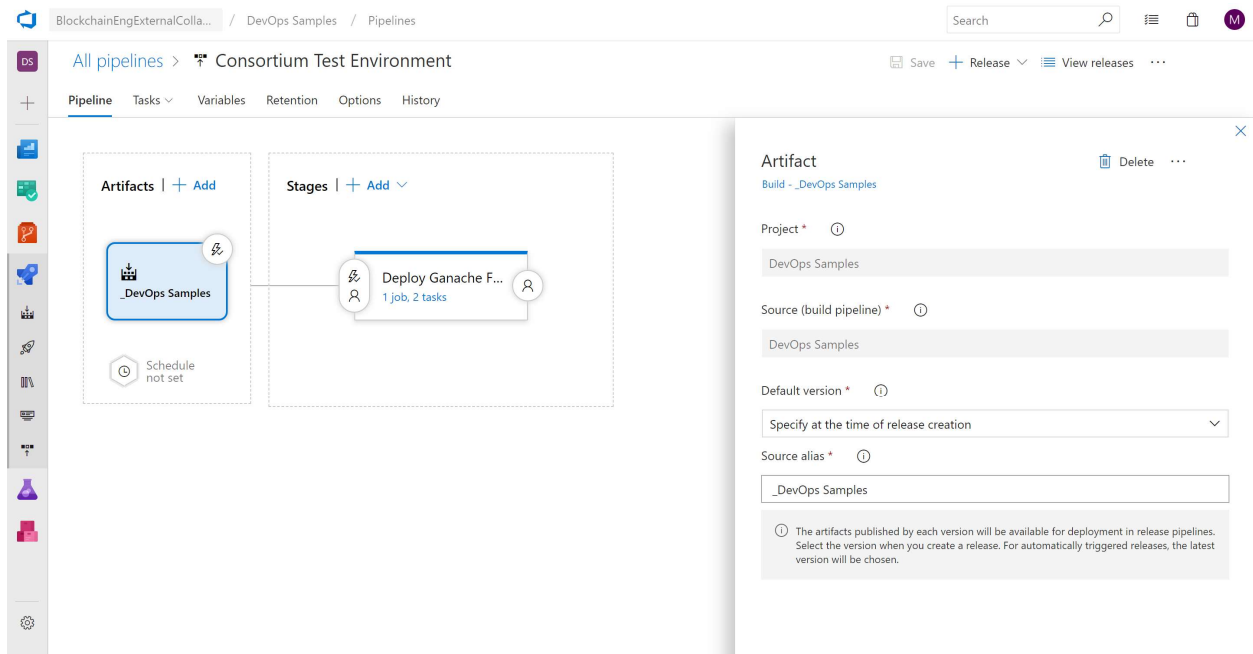 BlockchainEngExternalColla... / DevOps Samples / Pipelines
Search
M
DS
All pipelines > Consortium Test Environment
Save
Release
View releases
Pipeline
Tasks
Variables
Retention
Options
History
Artifacts | + Add
Stages | + Add
_DevOps Samples
Schedule
not set
Deploy Ganache F...
1 job, 2 tasks
Artifact
Delete
Build - _DevOps Samples
Project *
DevOps Samples
Source (build pipeline) *
DevOps Samples
Default version *
Specify at the time of release creation
Source alias *
_DevOps Samples
The artifacts published by each version will be available for deployment in release pipelines.
Select the version when you create a release. For automatically triggered releases, the latest
version will be chosen.